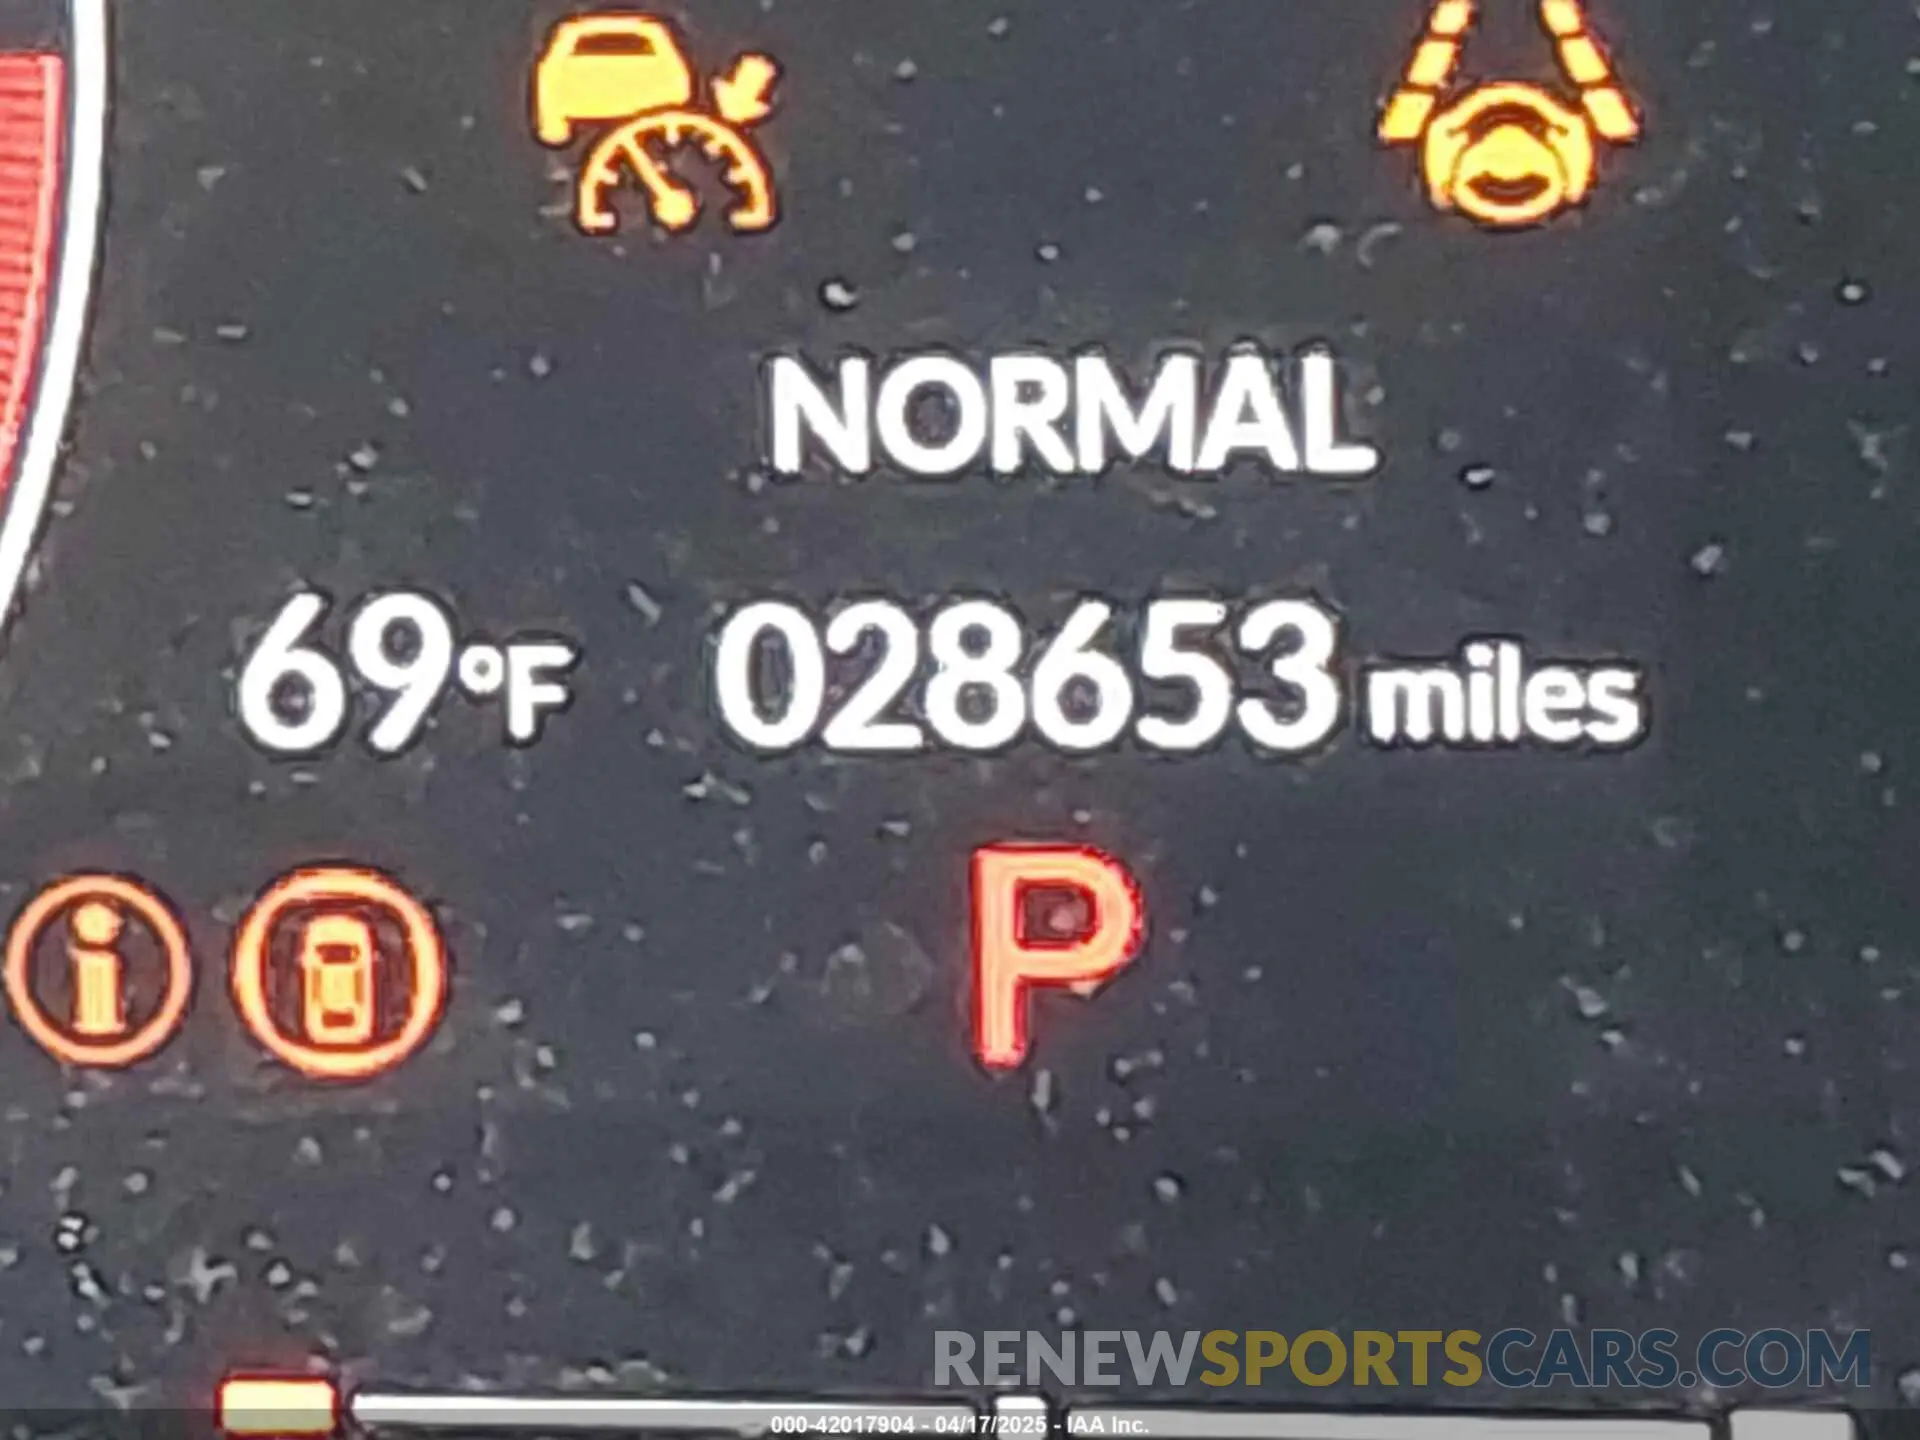 NORMAL
69°F 028653 miles
P
RENEWSPORTSCARS.COM
000-42017904 - 04/17/2025 - IAA Inc.